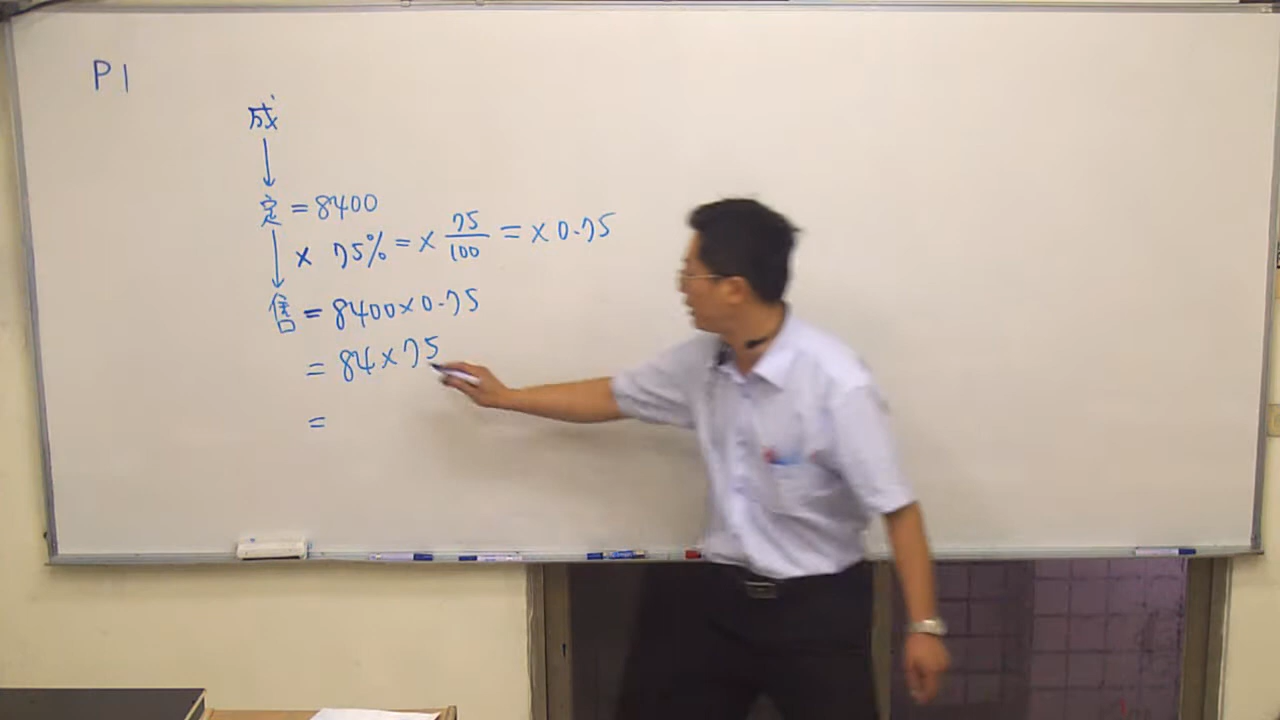 P1
成
定 = 8400
× 75% = × 75/100 = × 0.75
售 = 8400×0.75
= 84×75
=